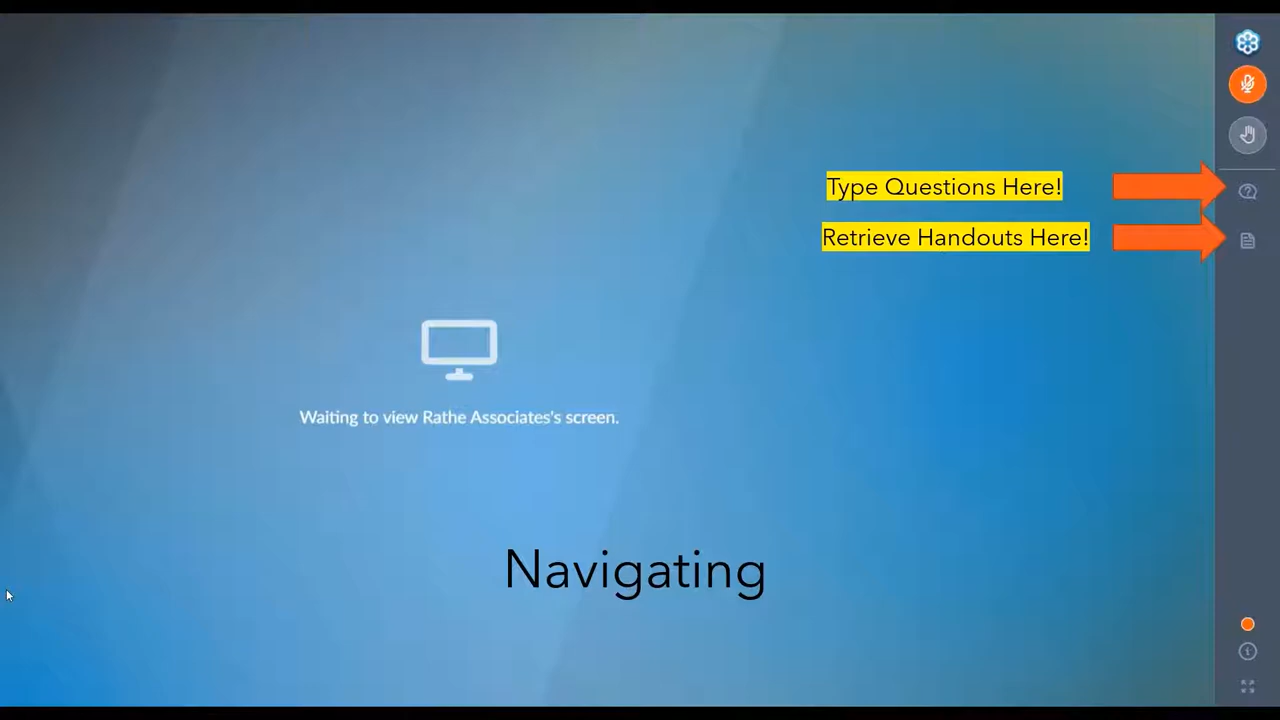 Type Questions Here!
Retrieve Handouts Here!
Waiting to view Rathe Associates's screen.
Navigating